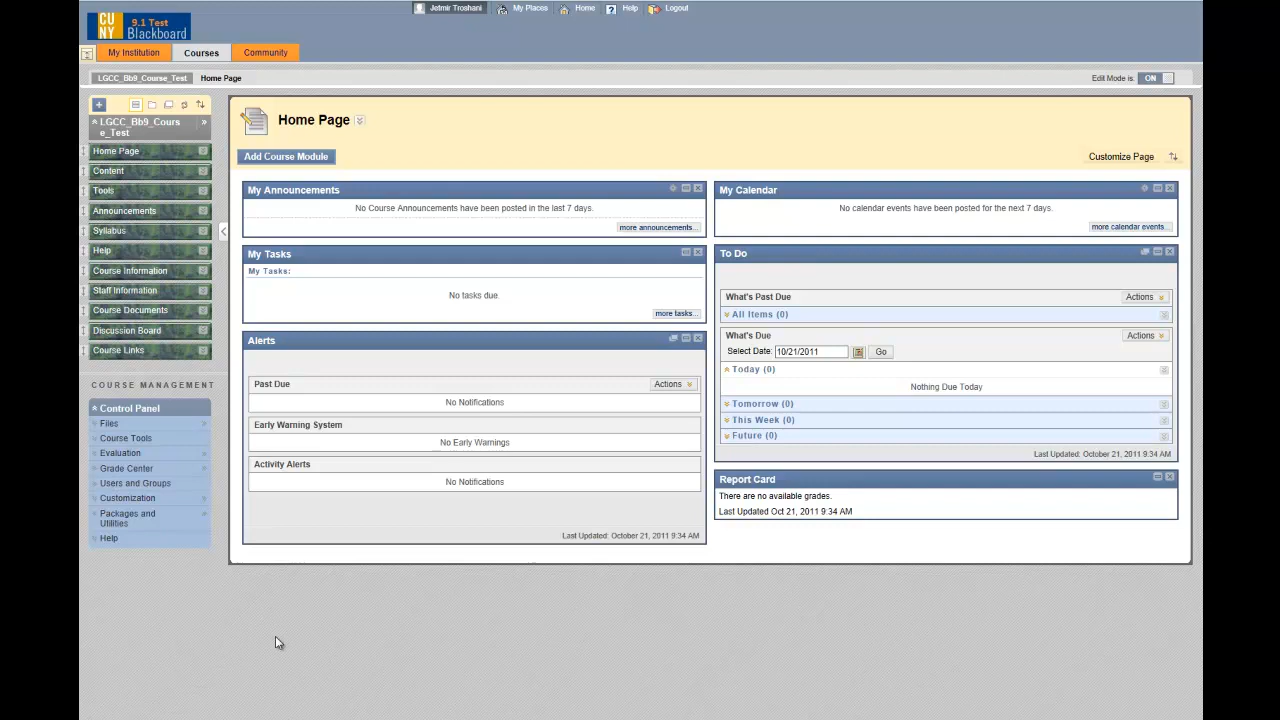 Jetmir Troshani My Places Home Help Logout
CU
NY
9.1 Test
Blackboard
My Institution Courses Community
LGCC_Bb9_Course_Test Home Page Edit Mode is: ON
LGCC_Bb9_Cours
e_Test
Home Page
Content
Tools
Announcements
Syllabus
Help
Course Information
Staff Information
Course Documents
Discussion Board
Course Links
COURSE MANAGEMENT
Control Panel
Files
Course Tools
Evaluation
Grade Center
Users and Groups
Customization
Packages and
Utilities
Help
Home Page
Add Course Module
Customize Page
My Announcements
No Course Announcements have been posted in the last 7 days.
more announcements...
My Tasks
My Tasks:
No tasks due.
more tasks...
Alerts
Past Due Actions
No Notifications
Early Warning System
No Early Warnings
Activity Alerts
No Notifications
Last Updated: October 21, 2011 9:34 AM
My Calendar
No calendar events have been posted for the next 7 days.
more calendar events...
To Do
What's Past Due Actions
All Items (0)
What's Due Actions
Select Date: 10/21/2011 Go
Today (0)
Nothing Due Today
Tomorrow (0)
This Week (0)
Future (0)
Last Updated: October 21, 2011 9:34 AM
Report Card
There are no available grades.
Last Updated Oct 21, 2011 9:34 AM